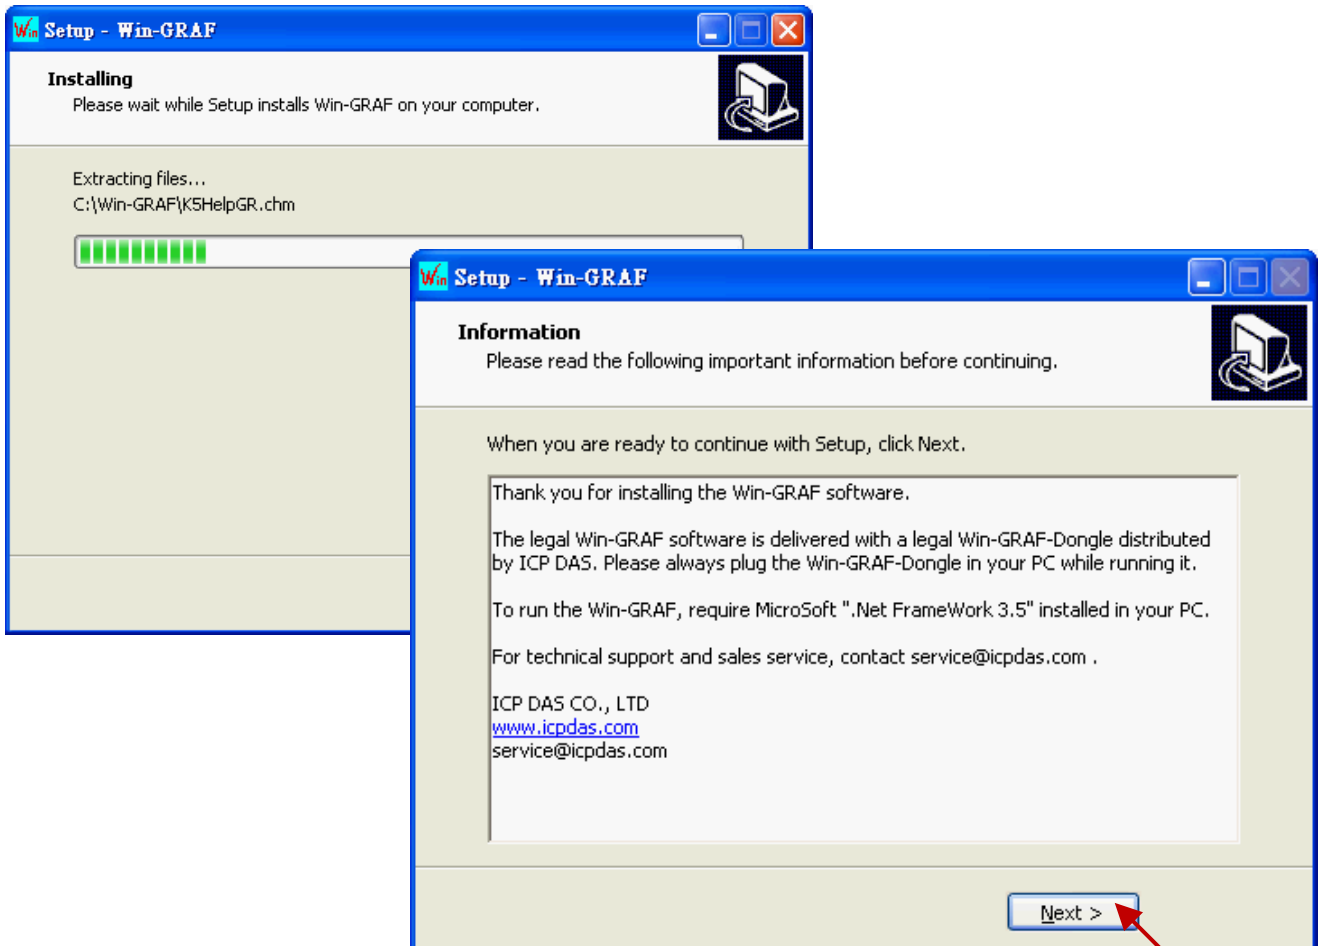 Win Setup - Win-GRAF
Installing
Please wait while Setup installs Win-GRAF on your computer.
Extracting files...
C:\Win-GRAF\K5HelpGR.chm
Win Setup - Win-GRAF
Information
Please read the following important information before continuing.
When you are ready to continue with Setup, click Next.
Thank you for installing the Win-GRAF software.
The legal Win-GRAF software is delivered with a legal Win-GRAF-Dongle distributed
by ICP DAS. Please always plug the Win-GRAF-Dongle in your PC while running it.
To run the Win-GRAF, require MicroSoft ".Net FrameWork 3.5" installed in your PC.
For technical support and sales service, contact service@icpdas.com .
ICP DAS CO., LTD
www.icpdas.com
service@icpdas.com
Next >